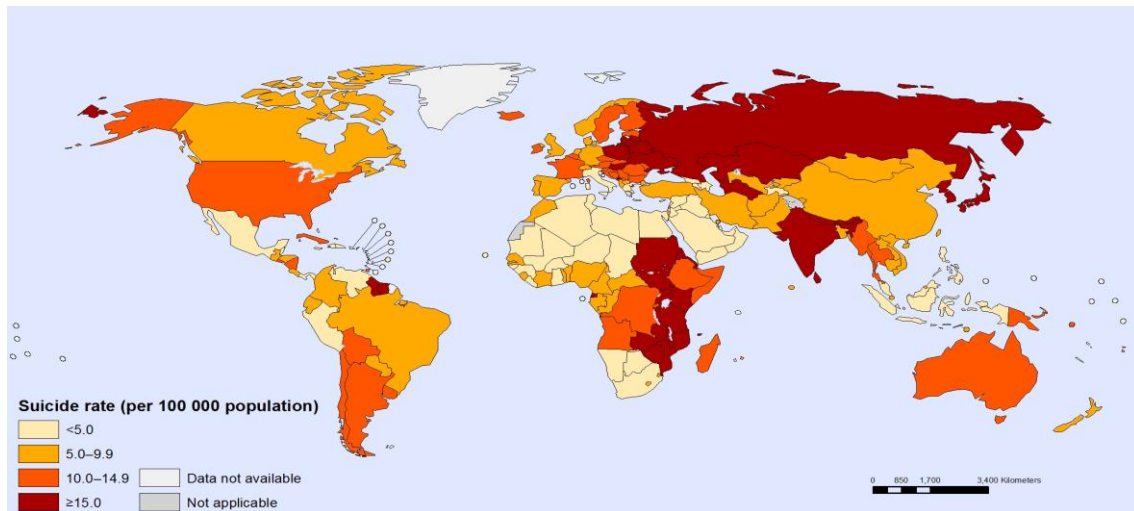 Suicide rate (per 100 000 population)
<5.0
5.0–9.9
10.0–14.9
≥15.0
Data not available
Not applicable
0 850 1,700 3,400 Kilometers